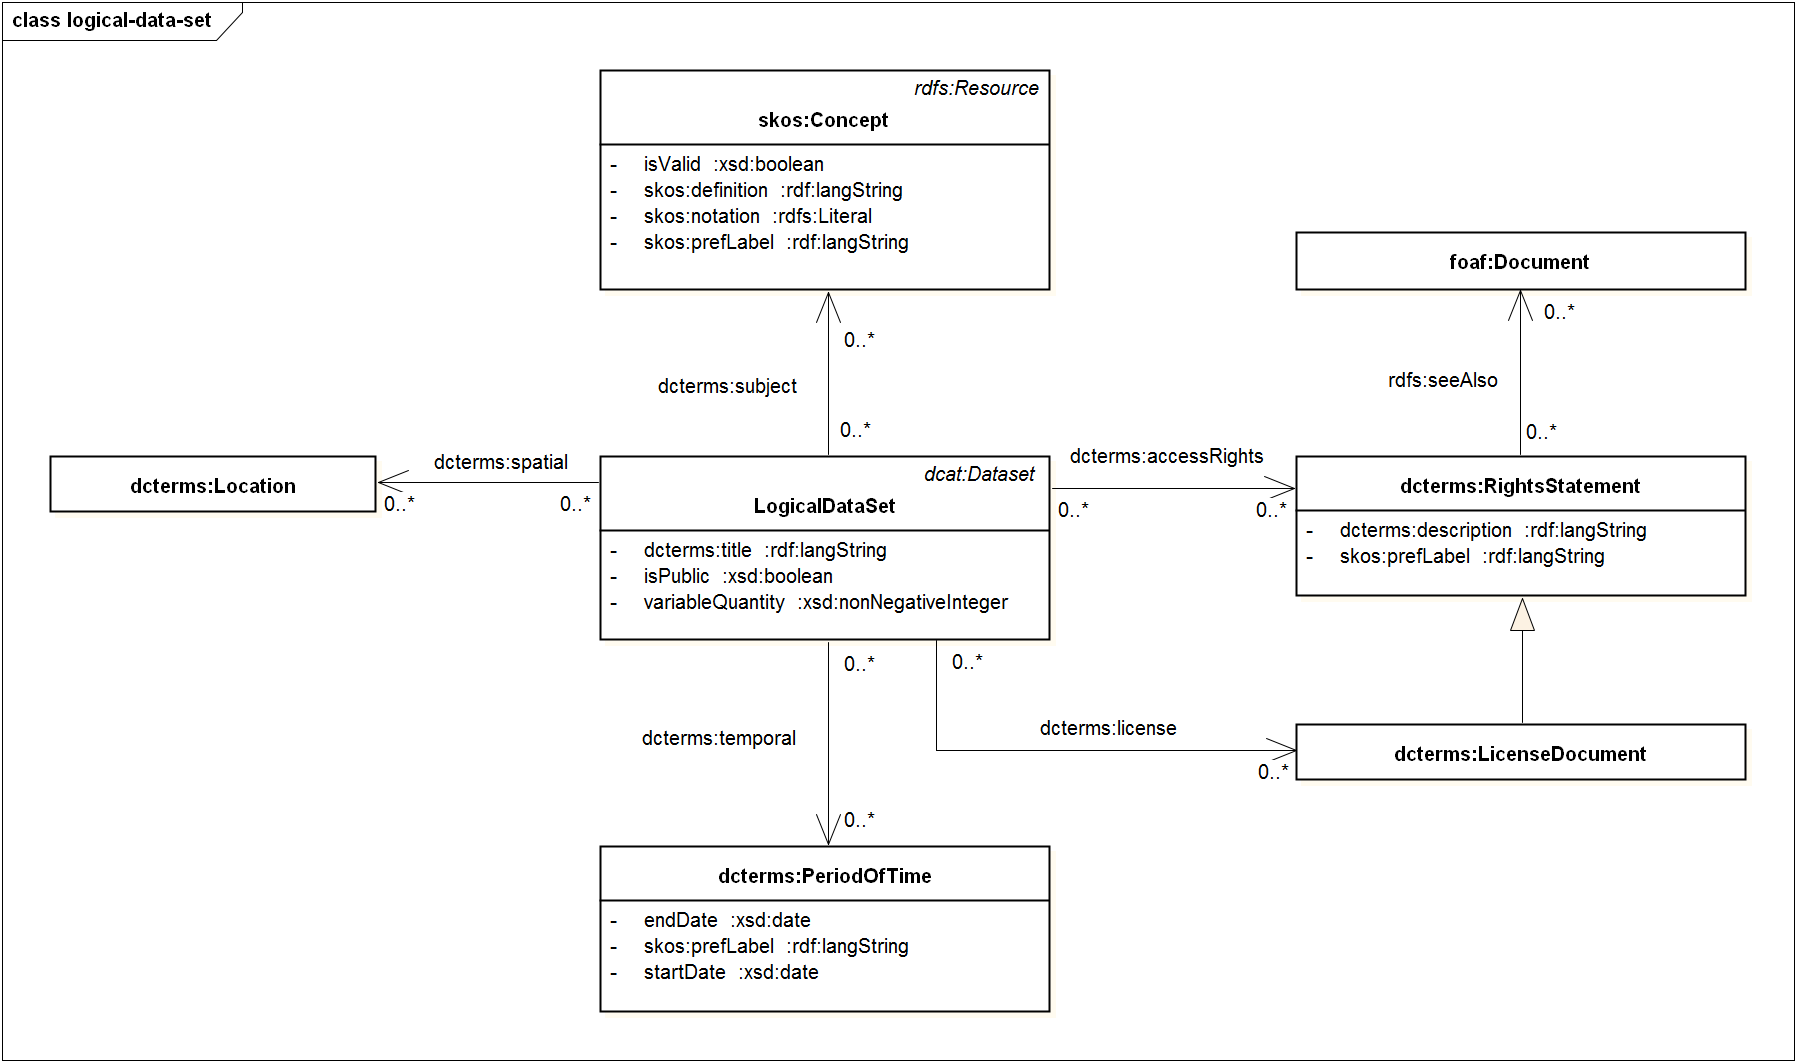 class logical-data-set
rdfs:Resource
skos:Concept
- isValid :xsd:boolean
- skos:definition :rdf:langString
- skos:notation :rdfs:Literal
- skos:prefLabel :rdf:langString
foaf:Document
0..*
0..*
rdfs:seeAlso
dcterms:subject
0..*
0..*
dcterms:spatial
dcterms:Location
0..*
0..*
dcat:Dataset
LogicalDataSet
- dcterms:title :rdf:langString
- isPublic :xsd:boolean
- variableQuantity :xsd:nonNegativeInteger
dcterms:accessRights
0..*
0..*
dcterms:RightsStatement
- dcterms:description :rdf:langString
- skos:prefLabel :rdf:langString
0..*
0..*
dcterms:temporal
dcterms:license
0..*
dcterms:LicenseDocument
0..*
dcterms:PeriodOfTime
- endDate :xsd:date
- skos:prefLabel :rdf:langString
- startDate :xsd:date